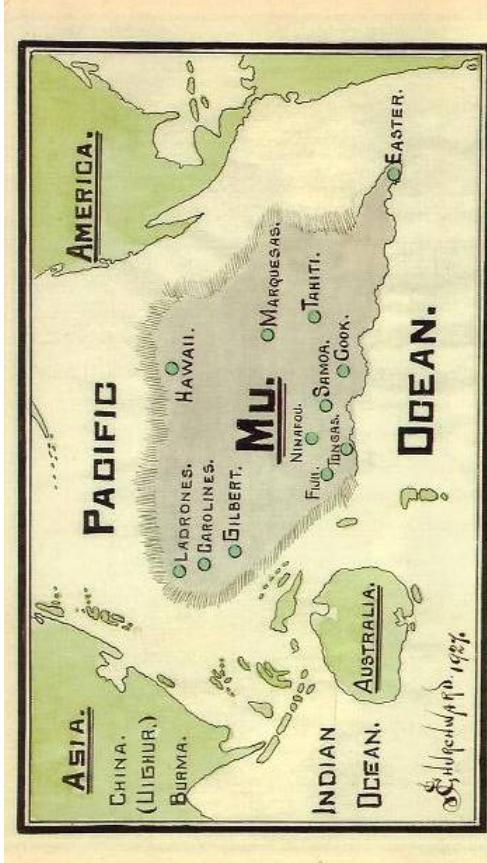 ASIA.
AMERICA.
CHINA.
(UIGHUR.)
BURMA.
PACIFIC
LADRONES.
HAWAII.
CAROLINES.
GILBERT.
MU.
MARQUESAS.
NINAFOU.
FIJI.
TONGAS.
SAMOA.
COOK.
TAHITI.
EASTER.
INDIAN
OCEAN.
AUSTRALIA.
OCEAN.
J CHURCHWARD. 1927.